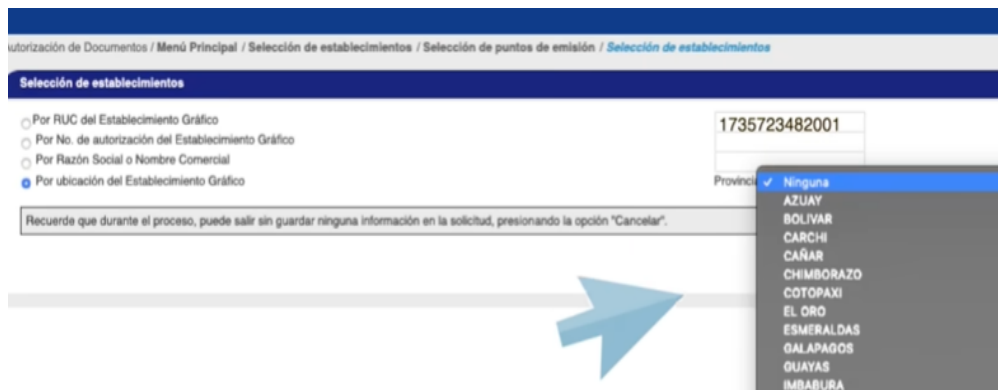 utorización de Documentos / Menú Principal / Selección de establecimientos / Selección de puntos de emisión / Selección de establecimientos
Selección de establecimientos
Por RUC del Establecimiento Gráfico
1735723482001
Por No. de autorización del Establecimiento Gráfico
Por Razón Social o Nombre Comercial
Por ubicación del Establecimiento Gráfico
Provincia
Ninguna
AZUAY
BOLIVAR
CARCHI
CAÑAR
CHIMBORAZO
COTOPAXI
EL ORO
ESMERALDAS
GALAPAGOS
GUAYAS
IMBABURA
Recuerde que durante el proceso, puede salir sin guardar ninguna información en la solicitud, presionando la opción "Cancelar".